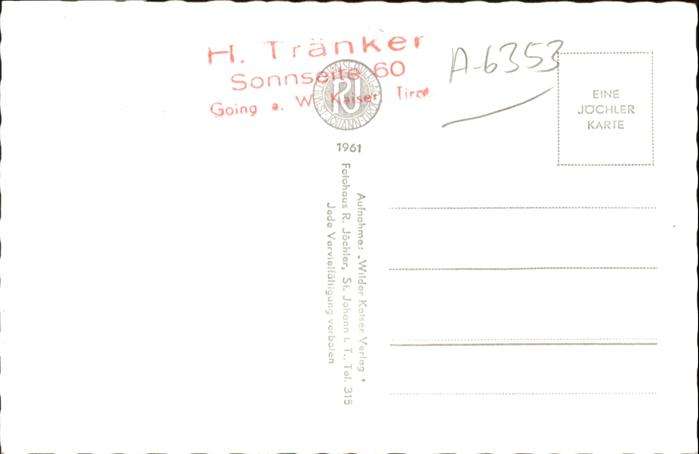 H. Tränker
Sonnseite 60
Going a. W. Kaiser Tirol
A-6353
RJ
1961
EINE
JÖCHLER
KARTE
Aufnahme: „Wilder Kaiser Verlag"
Fotohaus R. Jöchler, St. Johann i. T., Tel. 315
Jede Vervielfältigung verboten